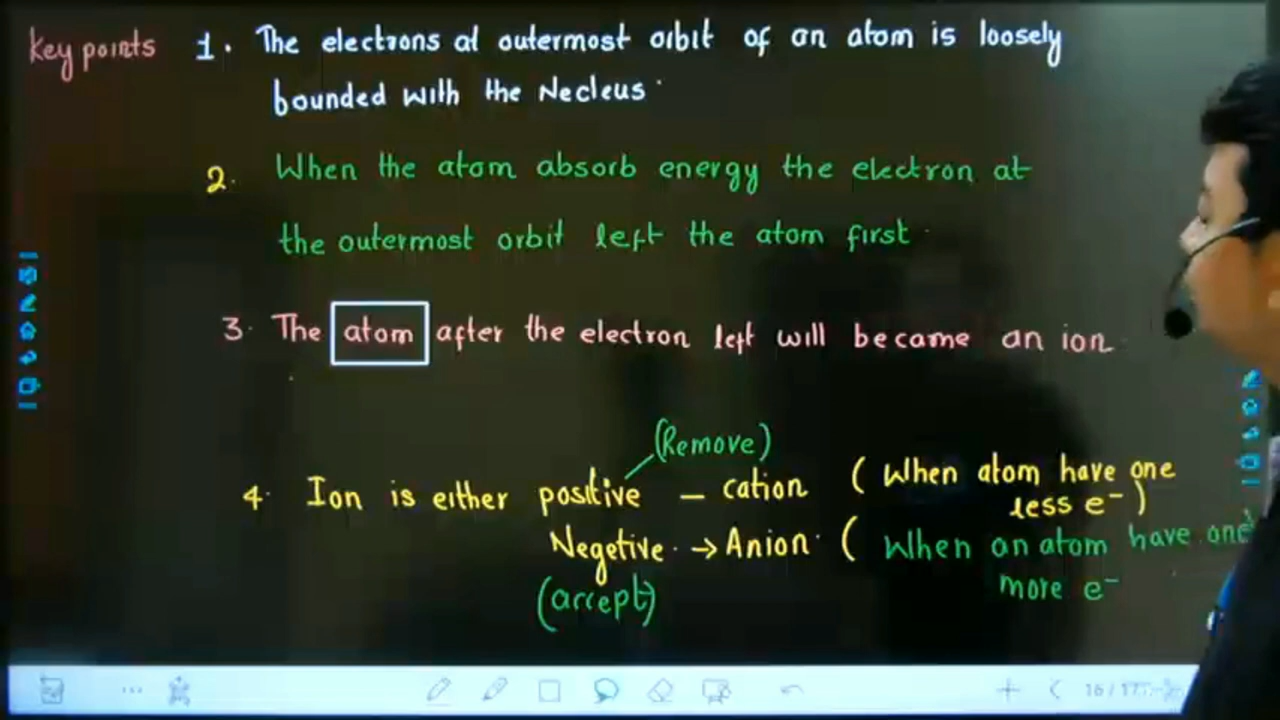 Key points
1. The electrons at outermost orbit of an atom is loosely
bounded with the Necleus.
2. When the atom absorb energy the electron at
the outermost orbit left the atom first.
3. The atom after the electron left will became an ion.
(Remove)
4. Ion is either positive – cation (When atom have one
less e⁻)
Negetive. → Anion. (When an atom have one
more e⁻
(accept)
16/17